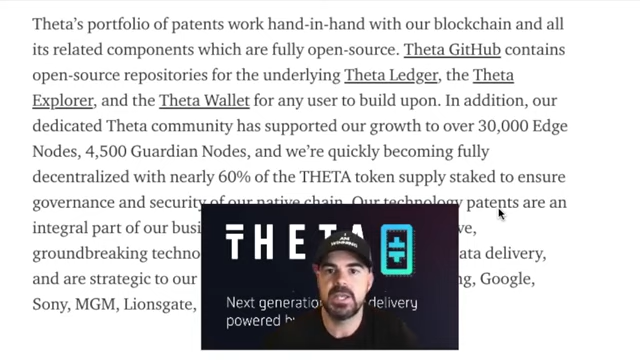 Theta's portfolio of patents work hand-in-hand with our blockchain and all
its related components which are fully open-source. Theta GitHub contains
open-source repositories for the underlying Theta Ledger, the Theta
Explorer, and the Theta Wallet for any user to build upon. In addition, our
dedicated Theta community has supported our growth to over 30,000 Edge
Nodes, 4,500 Guardian Nodes, and we're quickly becoming fully
decentralized with nearly 60% of the THETA token supply staked to ensure
governance and security of our native chain. Our technology patents are an
integral part of our
groundbreaking data delivery,
and are strategic to our Google,
Sony, MGM, Lionsgate,
THETA
Next generation delivery
powered